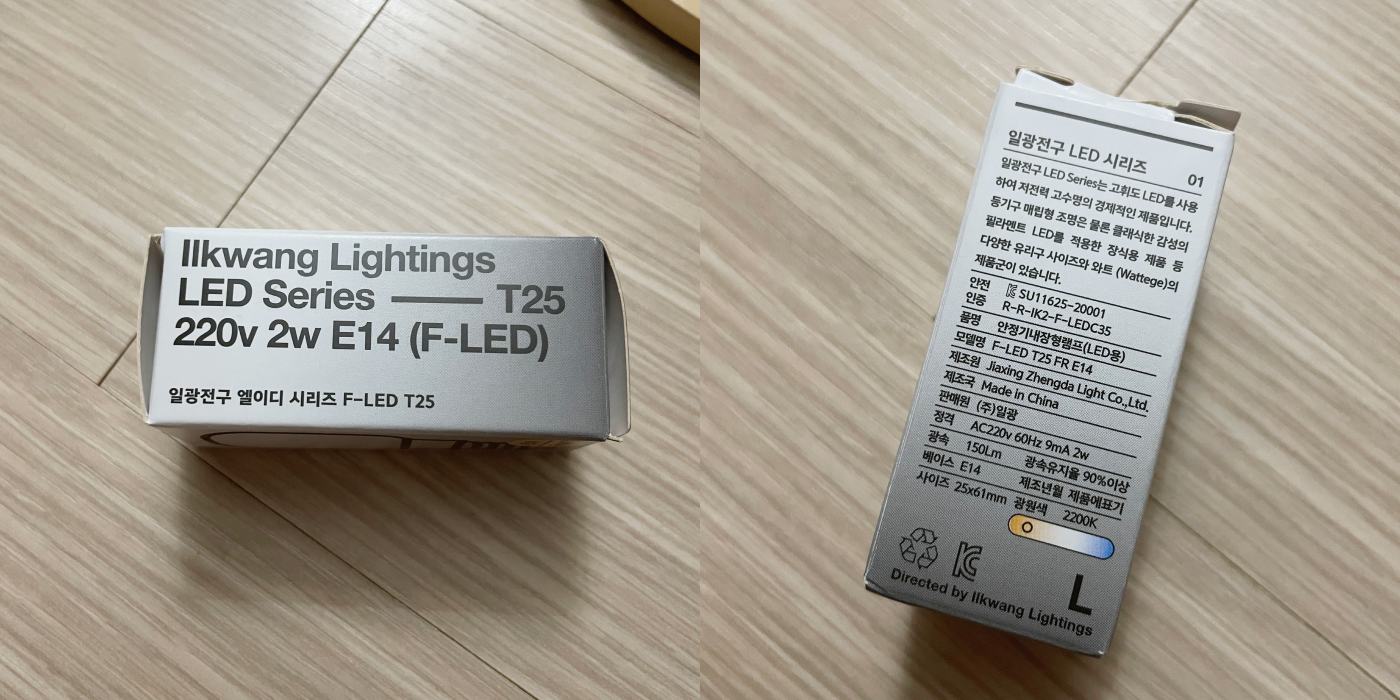 Ilkwang Lightings
LED Series —— T25
220v 2w E14 (F-LED)
일광전구 엘이디 시리즈 F-LED T25
일광전구 LED 시리즈 01
일광전구 LED Series는 고휘도 LED를 사용
하여 저전력 고수명의 경제적인 제품입니다.
등기구 매립형 조명은 물론 클래식한 감성의
필라멘트 LED를 적용한 장식용 제품 등
다양한 유리구 사이즈와 와트 (Wattege)의
제품군이 있습니다.
안전 SU11625-20001
인증 R-R-IK2-F-LEDC35
품명 안정기내장형램프(LED용)
모델명 F-LED T25 FR E14
제조원 Jiaxing Zhengda Light Co.,Ltd.
제조국 Made in China
판매원 (주)일광
정격 AC220v 60Hz 9mA 2w
광속 150Lm 광속유지율 90%이상
베이스 E14 제조년월 제품에표기
사이즈 25x61mm 광원색 2200K
L
Directed by Ilkwang Lightings